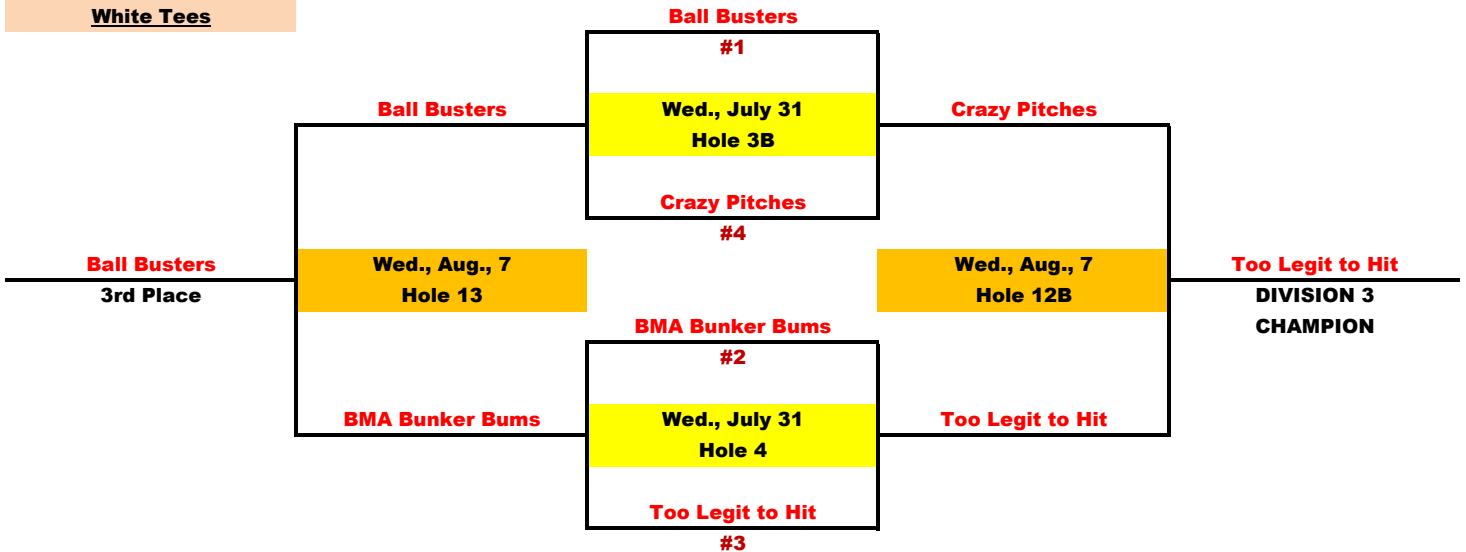 White Tees
Ball Busters
#1
Ball Busters
Wed., July 31
Hole 3B
Crazy Pitches
Crazy Pitches
#4
Ball Busters
3rd Place
Wed., Aug., 7
Hole 13
Wed., Aug., 7
Hole 12B
Too Legit to Hit
DIVISION 3
CHAMPION
BMA Bunker Bums
#2
BMA Bunker Bums
Wed., July 31
Hole 4
Too Legit to Hit
Too Legit to Hit
#3